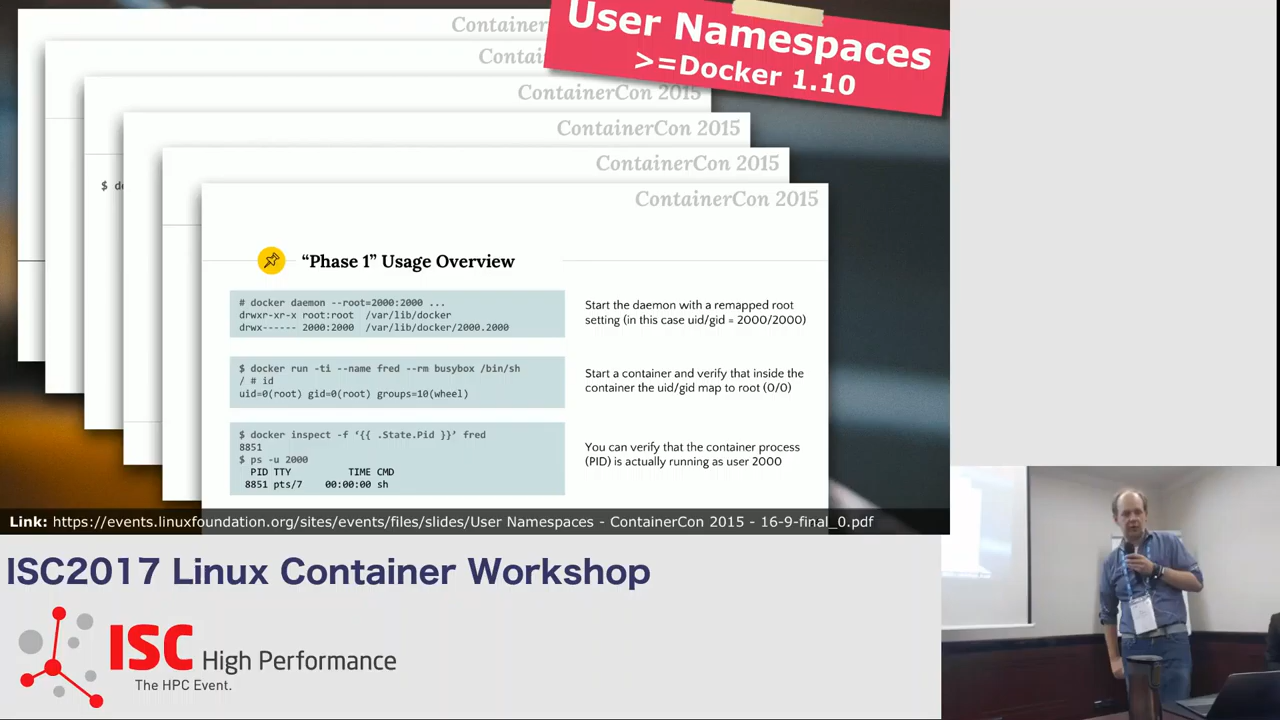 User Namespaces
>=Docker 1.10
Container
Contai
ContainerCon 2015
ContainerCon 2015
ContainerCon 2015
ContainerCon 2015
$ do
“Phase 1” Usage Overview
# docker daemon --root=2000:2000 ...
drwxr-xr-x root:root /var/lib/docker
drwx------ 2000:2000 /var/lib/docker/2000.2000
Start the daemon with a remapped root
setting (in this case uid/gid = 2000/2000)
$ docker run -ti --name fred --rm busybox /bin/sh
/ # id
uid=0(root) gid=0(root) groups=10(wheel)
Start a container and verify that inside the
container the uid/gid map to root (0/0)
$ docker inspect -f ‘{{ .State.Pid }}’ fred
8851
$ ps -u 2000
PID TTY TIME CMD
8851 pts/7 00:00:00 sh
You can verify that the container process
(PID) is actually running as user 2000
Link: https://events.linuxfoundation.org/sites/events/files/slides/User Namespaces - ContainerCon 2015 - 16-9-final_0.pdf
ISC2017 Linux Container Workshop
ISC High Performance
The HPC Event.